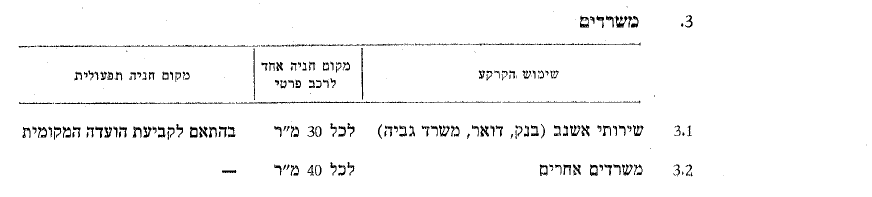 3. משרדים
שימוש הקרקע מקום חניה אחד לרכב פרטי מקום חניה תפעולית
3.1 שירותי אשנב (בנק, דואר, משרד גביה) לכל 30 מ"ר בהתאם לקביעת הועדה המקומית
3.2 משרדים אחרים לכל 40 מ"ר —